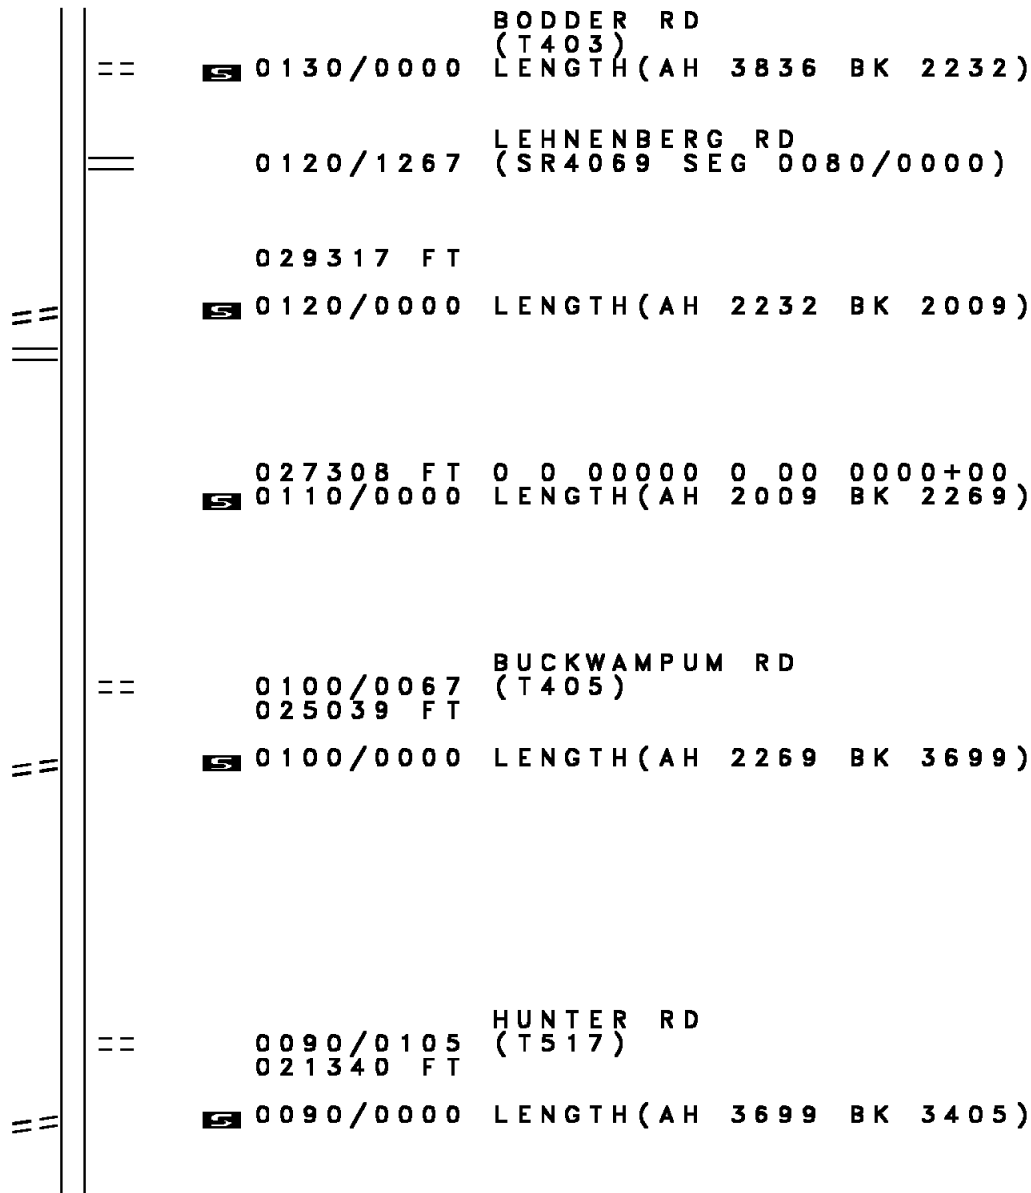 BODDER RD
(T403)
S 0130/0000 LENGTH(AH 3836 BK 2232)
LEHNENBERG RD
0120/1267 (SR4069 SEG 0080/0000)
029317 FT
S 0120/0000 LENGTH(AH 2232 BK 2009)
027308 FT 0 0 00000 0 00 0000+00
S 0110/0000 LENGTH(AH 2009 BK 2269)
BUCKWAMPUM RD
0100/0067 (T405)
025039 FT
S 0100/0000 LENGTH(AH 2269 BK 3699)
HUNTER RD
0090/0105 (T517)
021340 FT
S 0090/0000 LENGTH(AH 3699 BK 3405)